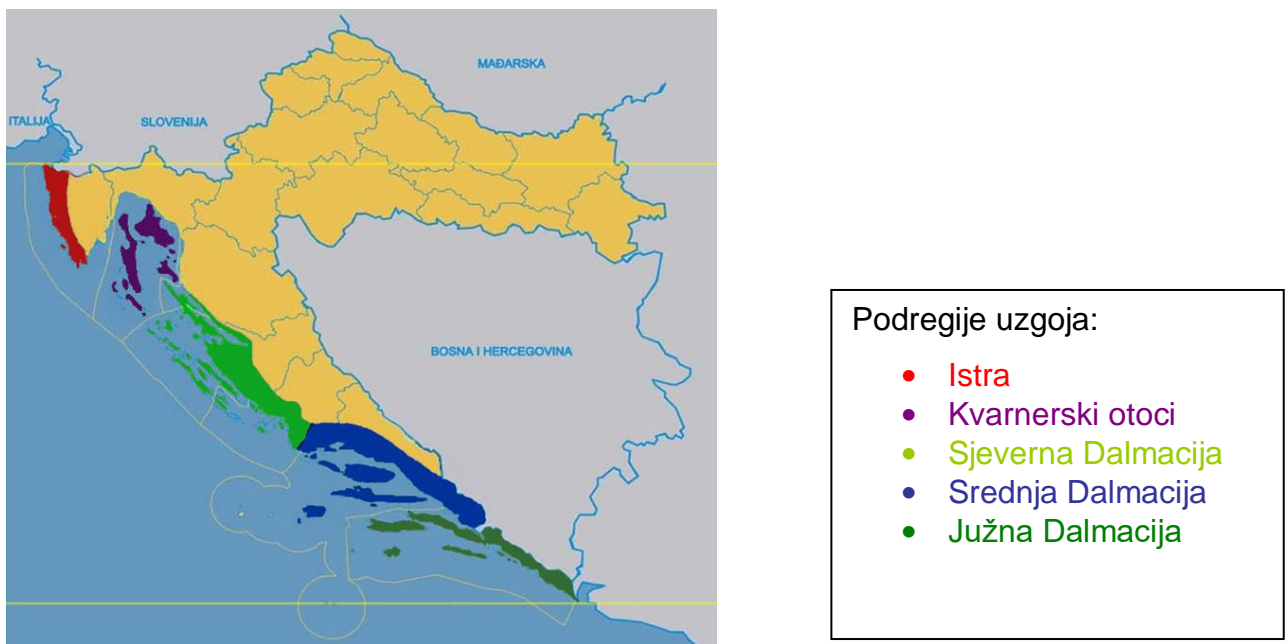 MAĐARSKA
ITALIJA
SLOVENIJA
BOSNA I HERCEGOVINA
Podregije uzgoja:
• Istra
• Kvarnerski otoci
• Sjeverna Dalmacija
• Srednja Dalmacija
• Južna Dalmacija